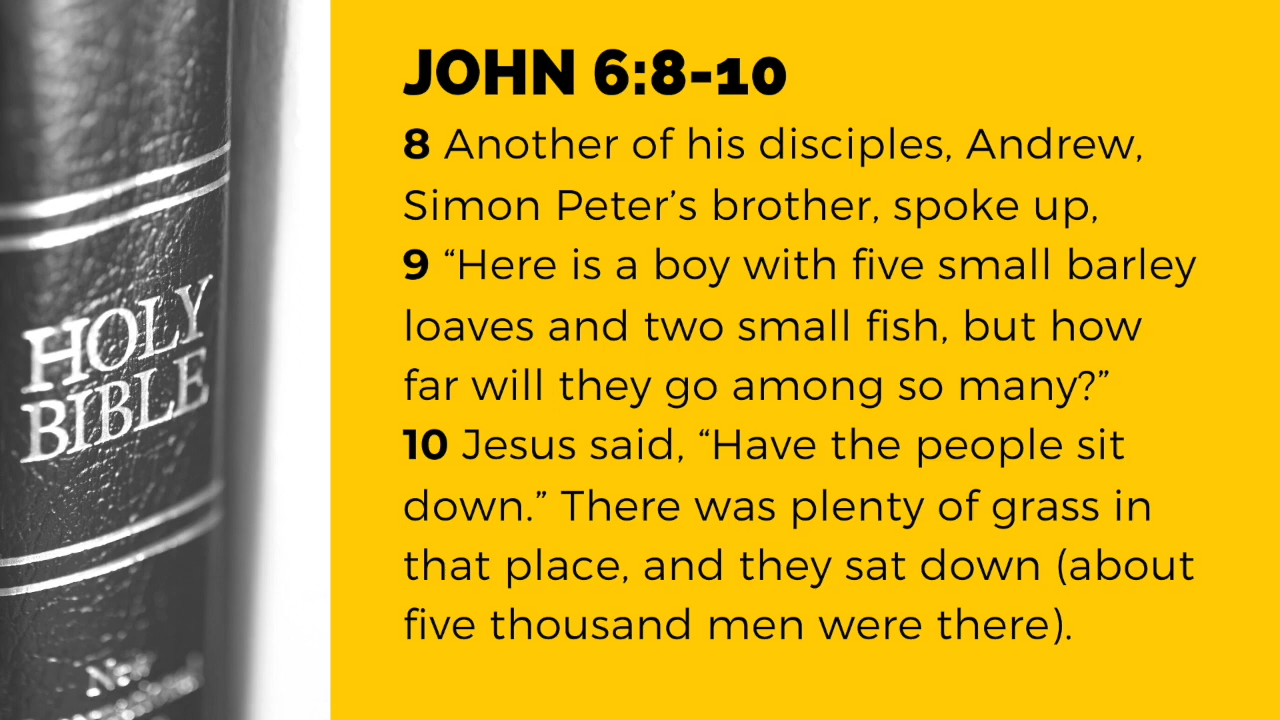 HOLY
BIBLE
JOHN 6:8-10
8 Another of his disciples, Andrew,
Simon Peter’s brother, spoke up,
9 “Here is a boy with five small barley
loaves and two small fish, but how
far will they go among so many?”
10 Jesus said, “Have the people sit
down.” There was plenty of grass in
that place, and they sat down (about
five thousand men were there).